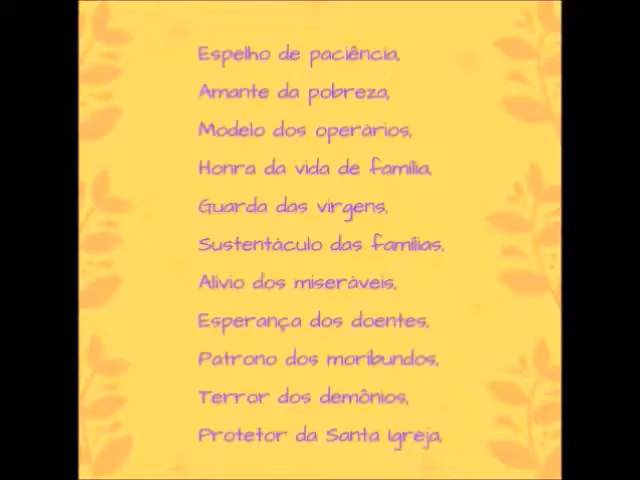 Espelho de paciência,
Amante da pobreza,
Modelo dos operários,
Honra da vida de família,
Guarda das virgens,
Sustentáculo das famílias,
Alívio dos miseráveis,
Esperança dos doentes,
Patrono dos moribundos,
Terror dos demônios,
Protetor da Santa Igreja,